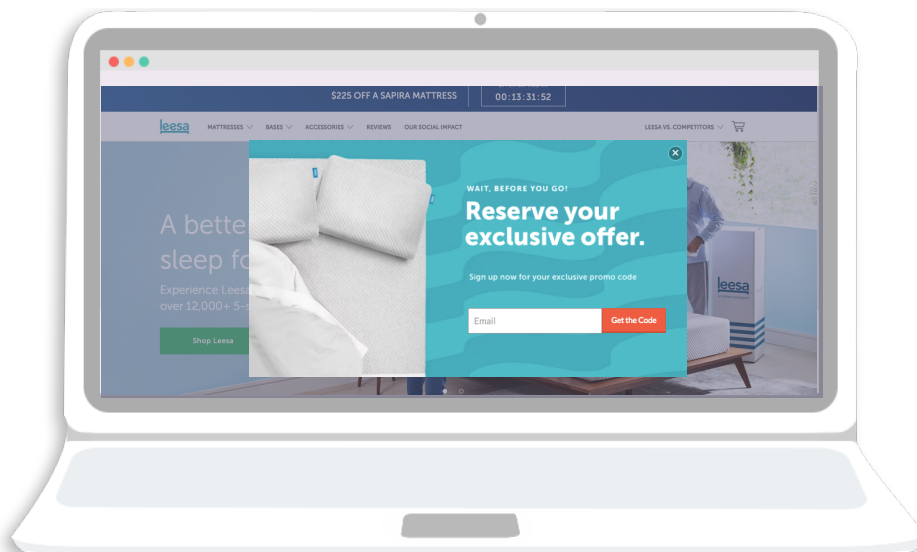 $225 OFF A SAPIRA MATTRESS
00:13:31:52
leesa
MATTRESSES
BASES
ACCESSORIES
REVIEWS
OUR SOCIAL IMPACT
LEESA VS. COMPETITORS
WAIT, BEFORE YOU GO!
Reserve your
exclusive offer.
Sign up now for your exclusive promo code
Email
Get the Code
A bette
sleep fo
Experience Leesa
over 12,000+ 5-s
Shop Leesa
leesa